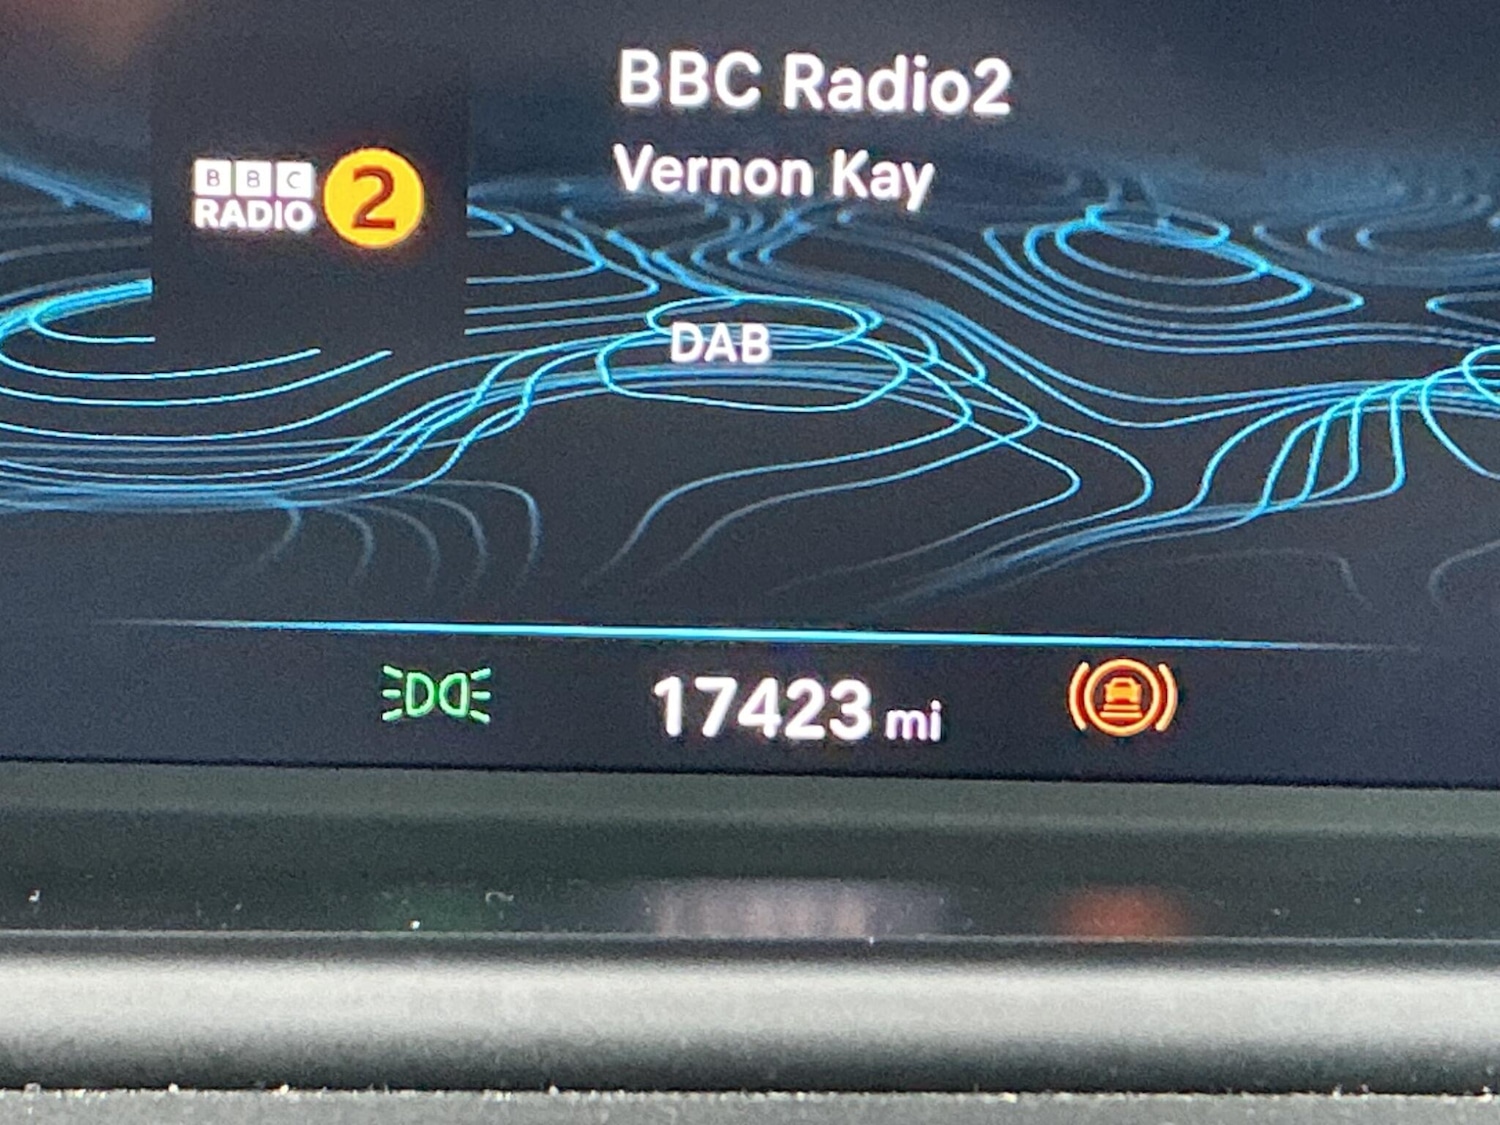 BBC Radio2
Vernon Kay
BBC
RADIO 2
DAB
17423 mi